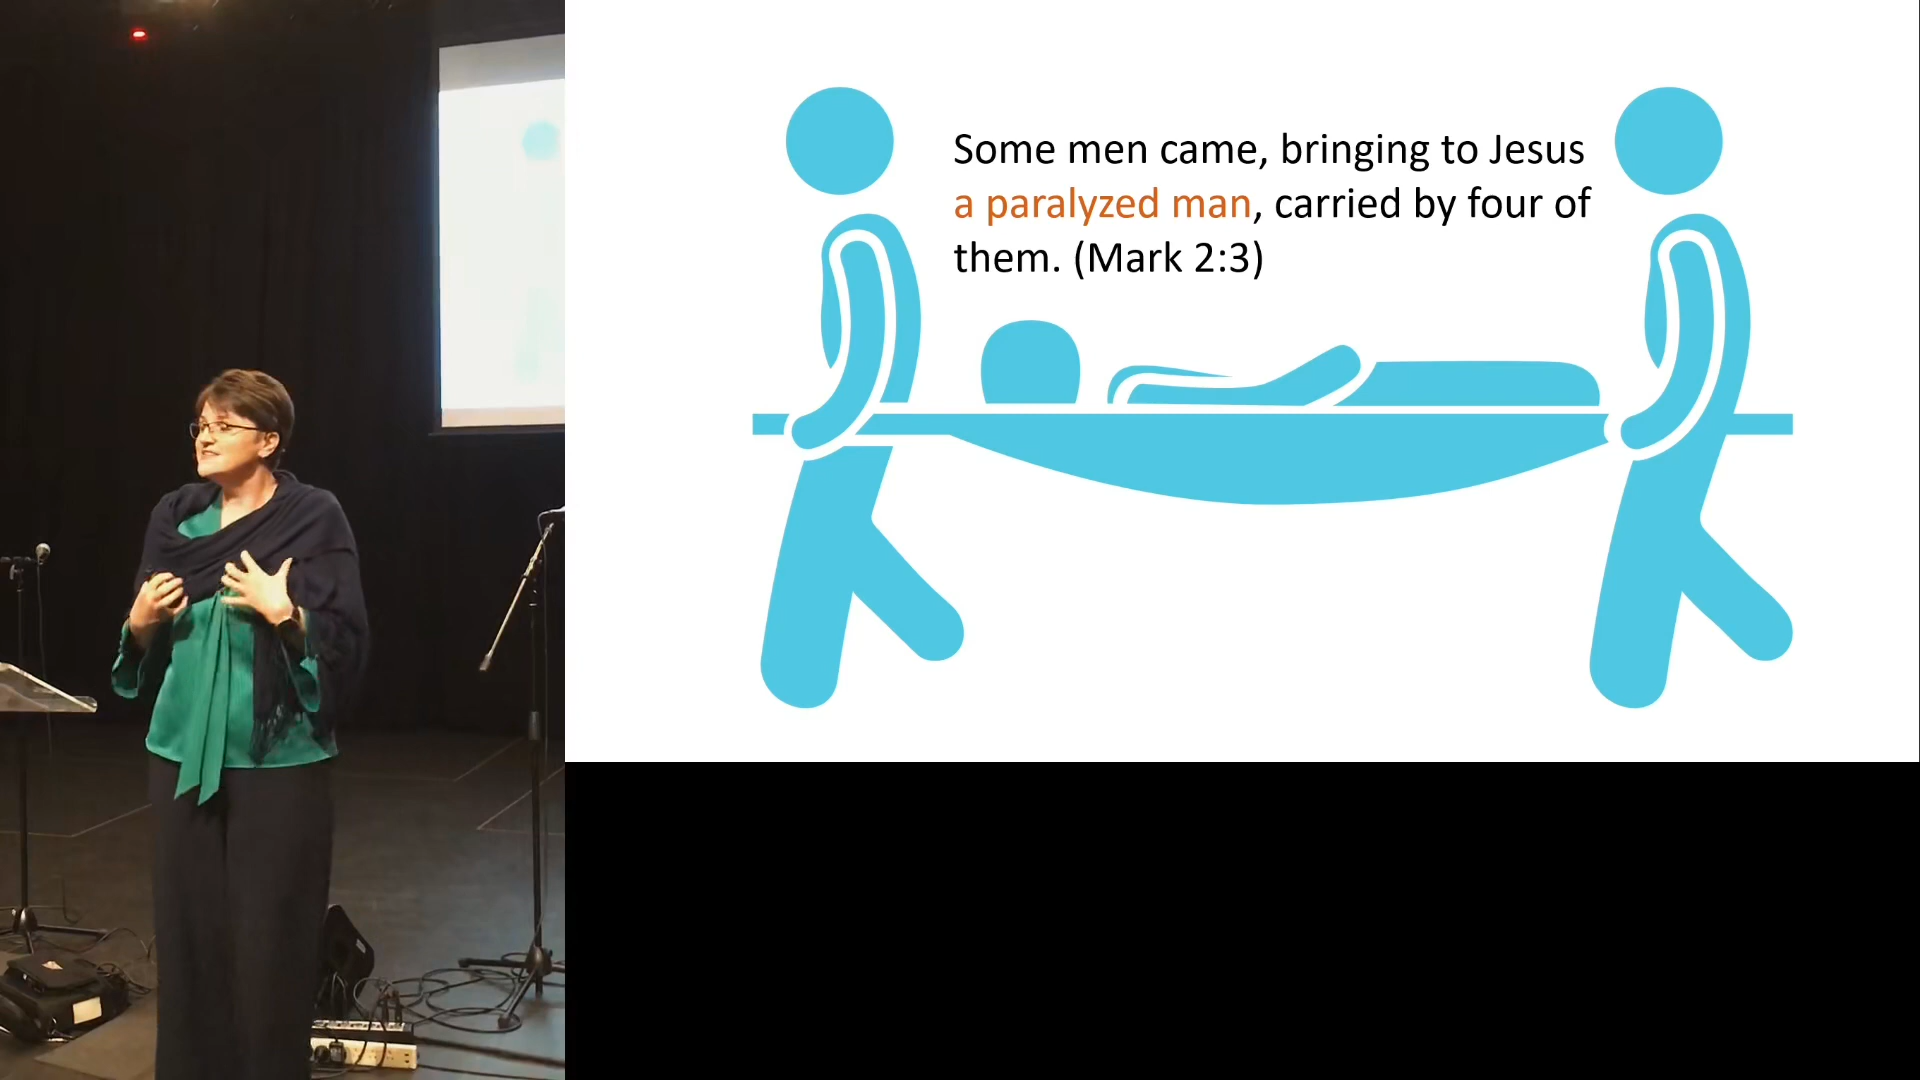 Some men came, bringing to Jesus
a paralyzed man, carried by four of
them. (Mark 2:3)